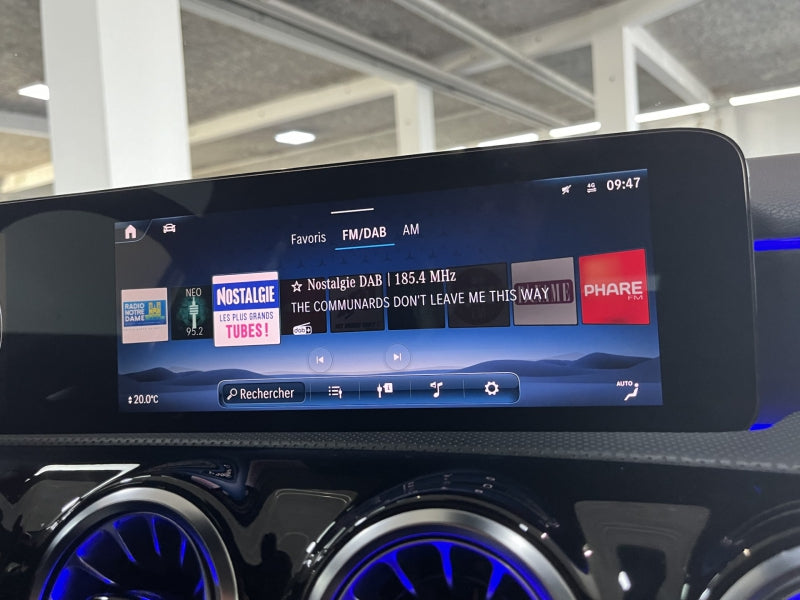 4G
09:47
Favoris FM/DAB AM
RADIO
NOTRE
DAME
NEO
95.2
NOSTALGIE
LES PLUS GRANDS
TUBES!
Nostalgie DAB | 185.4 MHz
THE COMMUNARDS DON'T LEAVE ME THIS WAY
dab
PHARE
FM
20.0°C
Rechercher
AUTO